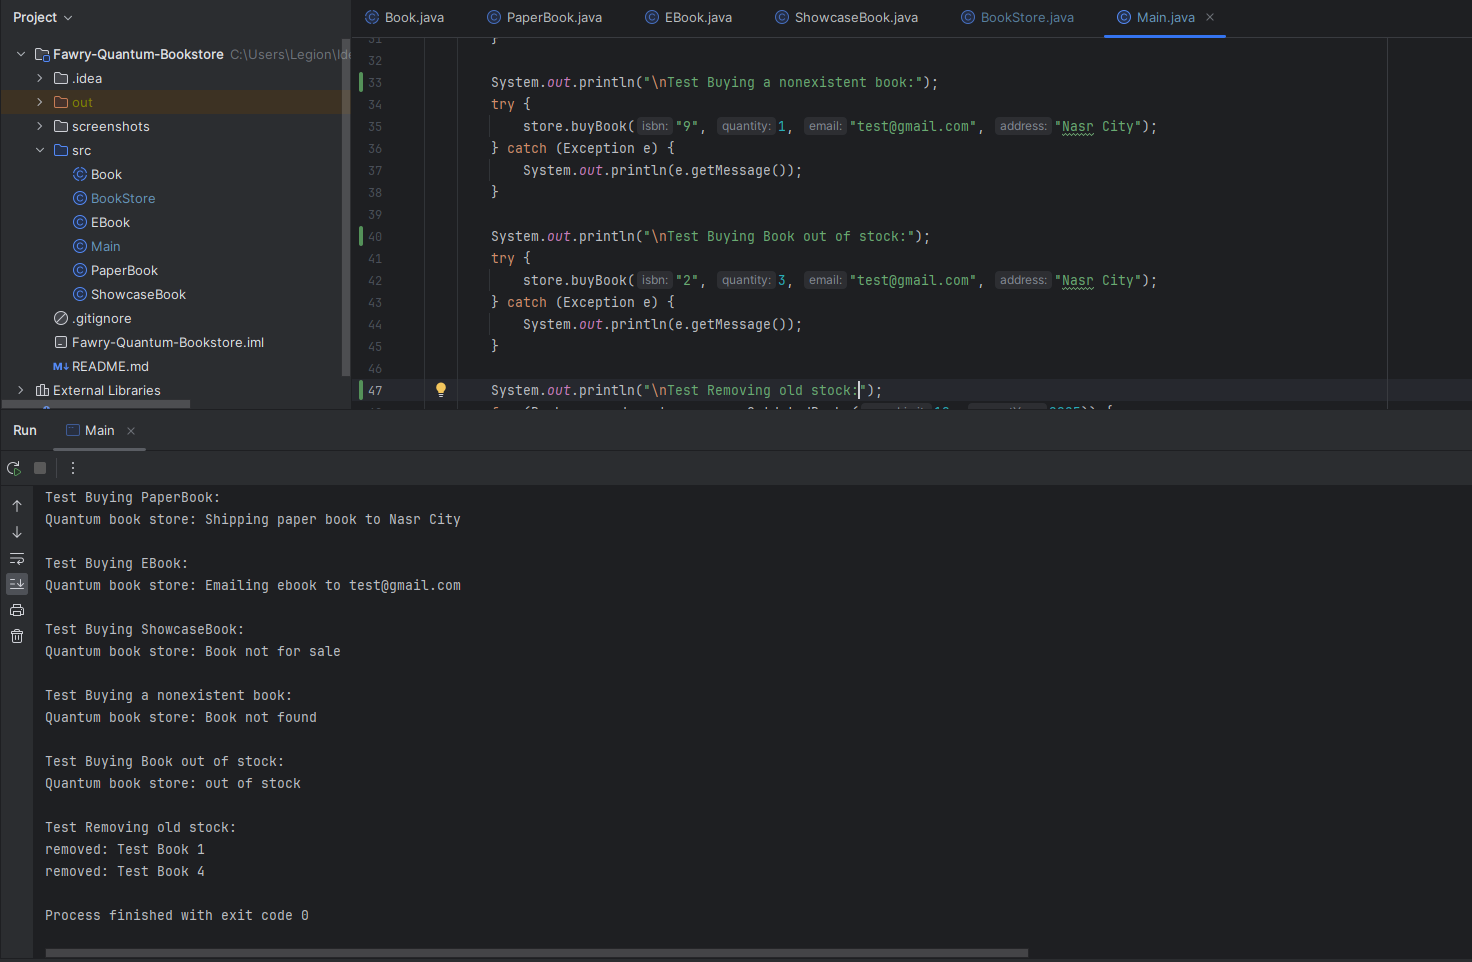 Project
Fawry-Quantum-Bookstore C:\Users\Legion\Ide
.idea
out
screenshots
src
Book
BookStore
EBook
Main
PaperBook
ShowcaseBook
.gitignore
Fawry-Quantum-Bookstore.iml
M↓ README.md
External Libraries
Book.java PaperBook.java EBook.java ShowcaseBook.java BookStore.java Main.java
31 }
32
33 System.out.println("\nTest Buying a nonexistent book:");
34 try {
35 store.buyBook( isbn: "9", quantity: 1, email: "test@gmail.com", address: "Nasr City");
36 } catch (Exception e) {
37 System.out.println(e.getMessage());
38 }
39
40 System.out.println("\nTest Buying Book out of stock:");
41 try {
42 store.buyBook( isbn: "2", quantity: 3, email: "test@gmail.com", address: "Nasr City");
43 } catch (Exception e) {
44 System.out.println(e.getMessage());
45 }
46
47 System.out.println("\nTest Removing old stock:");
Run Main
Test Buying PaperBook:
Quantum book store: Shipping paper book to Nasr City
Test Buying EBook:
Quantum book store: Emailing ebook to test@gmail.com
Test Buying ShowcaseBook:
Quantum book store: Book not for sale
Test Buying a nonexistent book:
Quantum book store: Book not found
Test Buying Book out of stock:
Quantum book store: out of stock
Test Removing old stock:
removed: Test Book 1
removed: Test Book 4
Process finished with exit code 0